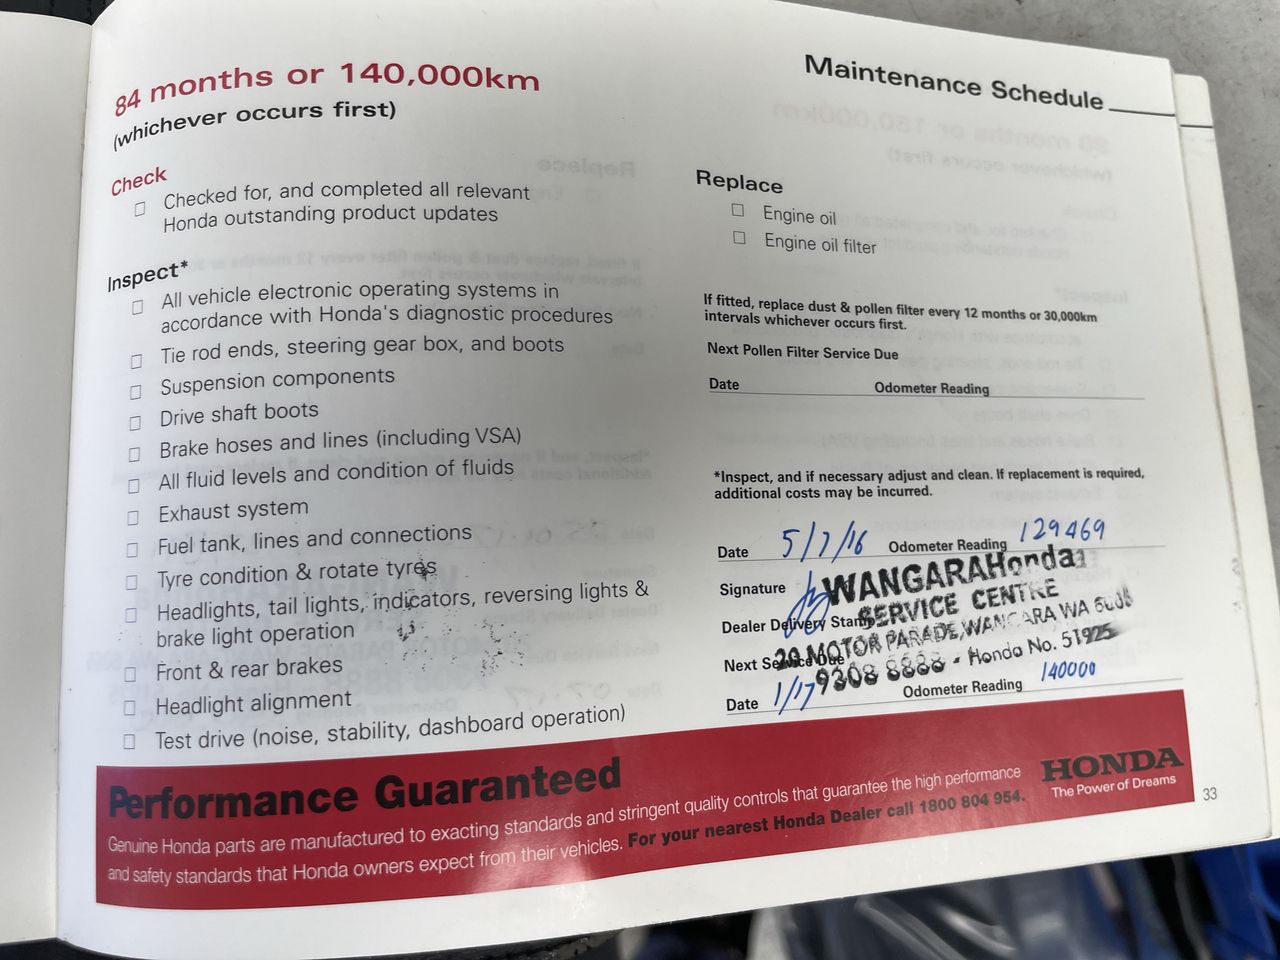 84 months or 140,000km
(whichever occurs first)
Maintenance Schedule
Check
Checked for, and completed all relevant
Honda outstanding product updates
Inspect*
All vehicle electronic operating systems in
accordance with Honda's diagnostic procedures
Tie rod ends, steering gear box, and boots
Suspension components
Drive shaft boots
Brake hoses and lines (including VSA)
All fluid levels and condition of fluids
Exhaust system
Fuel tank, lines and connections
Tyre condition & rotate tyres
Headlights, tail lights, indicators, reversing lights &
brake light operation
Front & rear brakes
Headlight alignment
Test drive (noise, stability, dashboard operation)
Replace
Engine oil
Engine oil filter
If fitted, replace dust & pollen filter every 12 months or 30,000km
intervals whichever occurs first.
Next Pollen Filter Service Due
Date Odometer Reading
*Inspect, and if necessary adjust and clean. If replacement is required,
additional costs may be incurred.
Date 5/7/16 Odometer Reading 129469
Signature
WANGARA Honda
SERVICE CENTRE
Dealer Delivery Stamp
29 MOTOR PARADE, WANGARA WA
Next Service Due
9308 8888 - Honda No. 51925
Date 1/17 Odometer Reading 140000
Performance Guaranteed
Genuine Honda parts are manufactured to exacting standards and stringent quality controls that guarantee the high performance
and safety standards that Honda owners expect from their vehicles. For your nearest Honda Dealer call 1800 804 954.
HONDA
The Power of Dreams
33